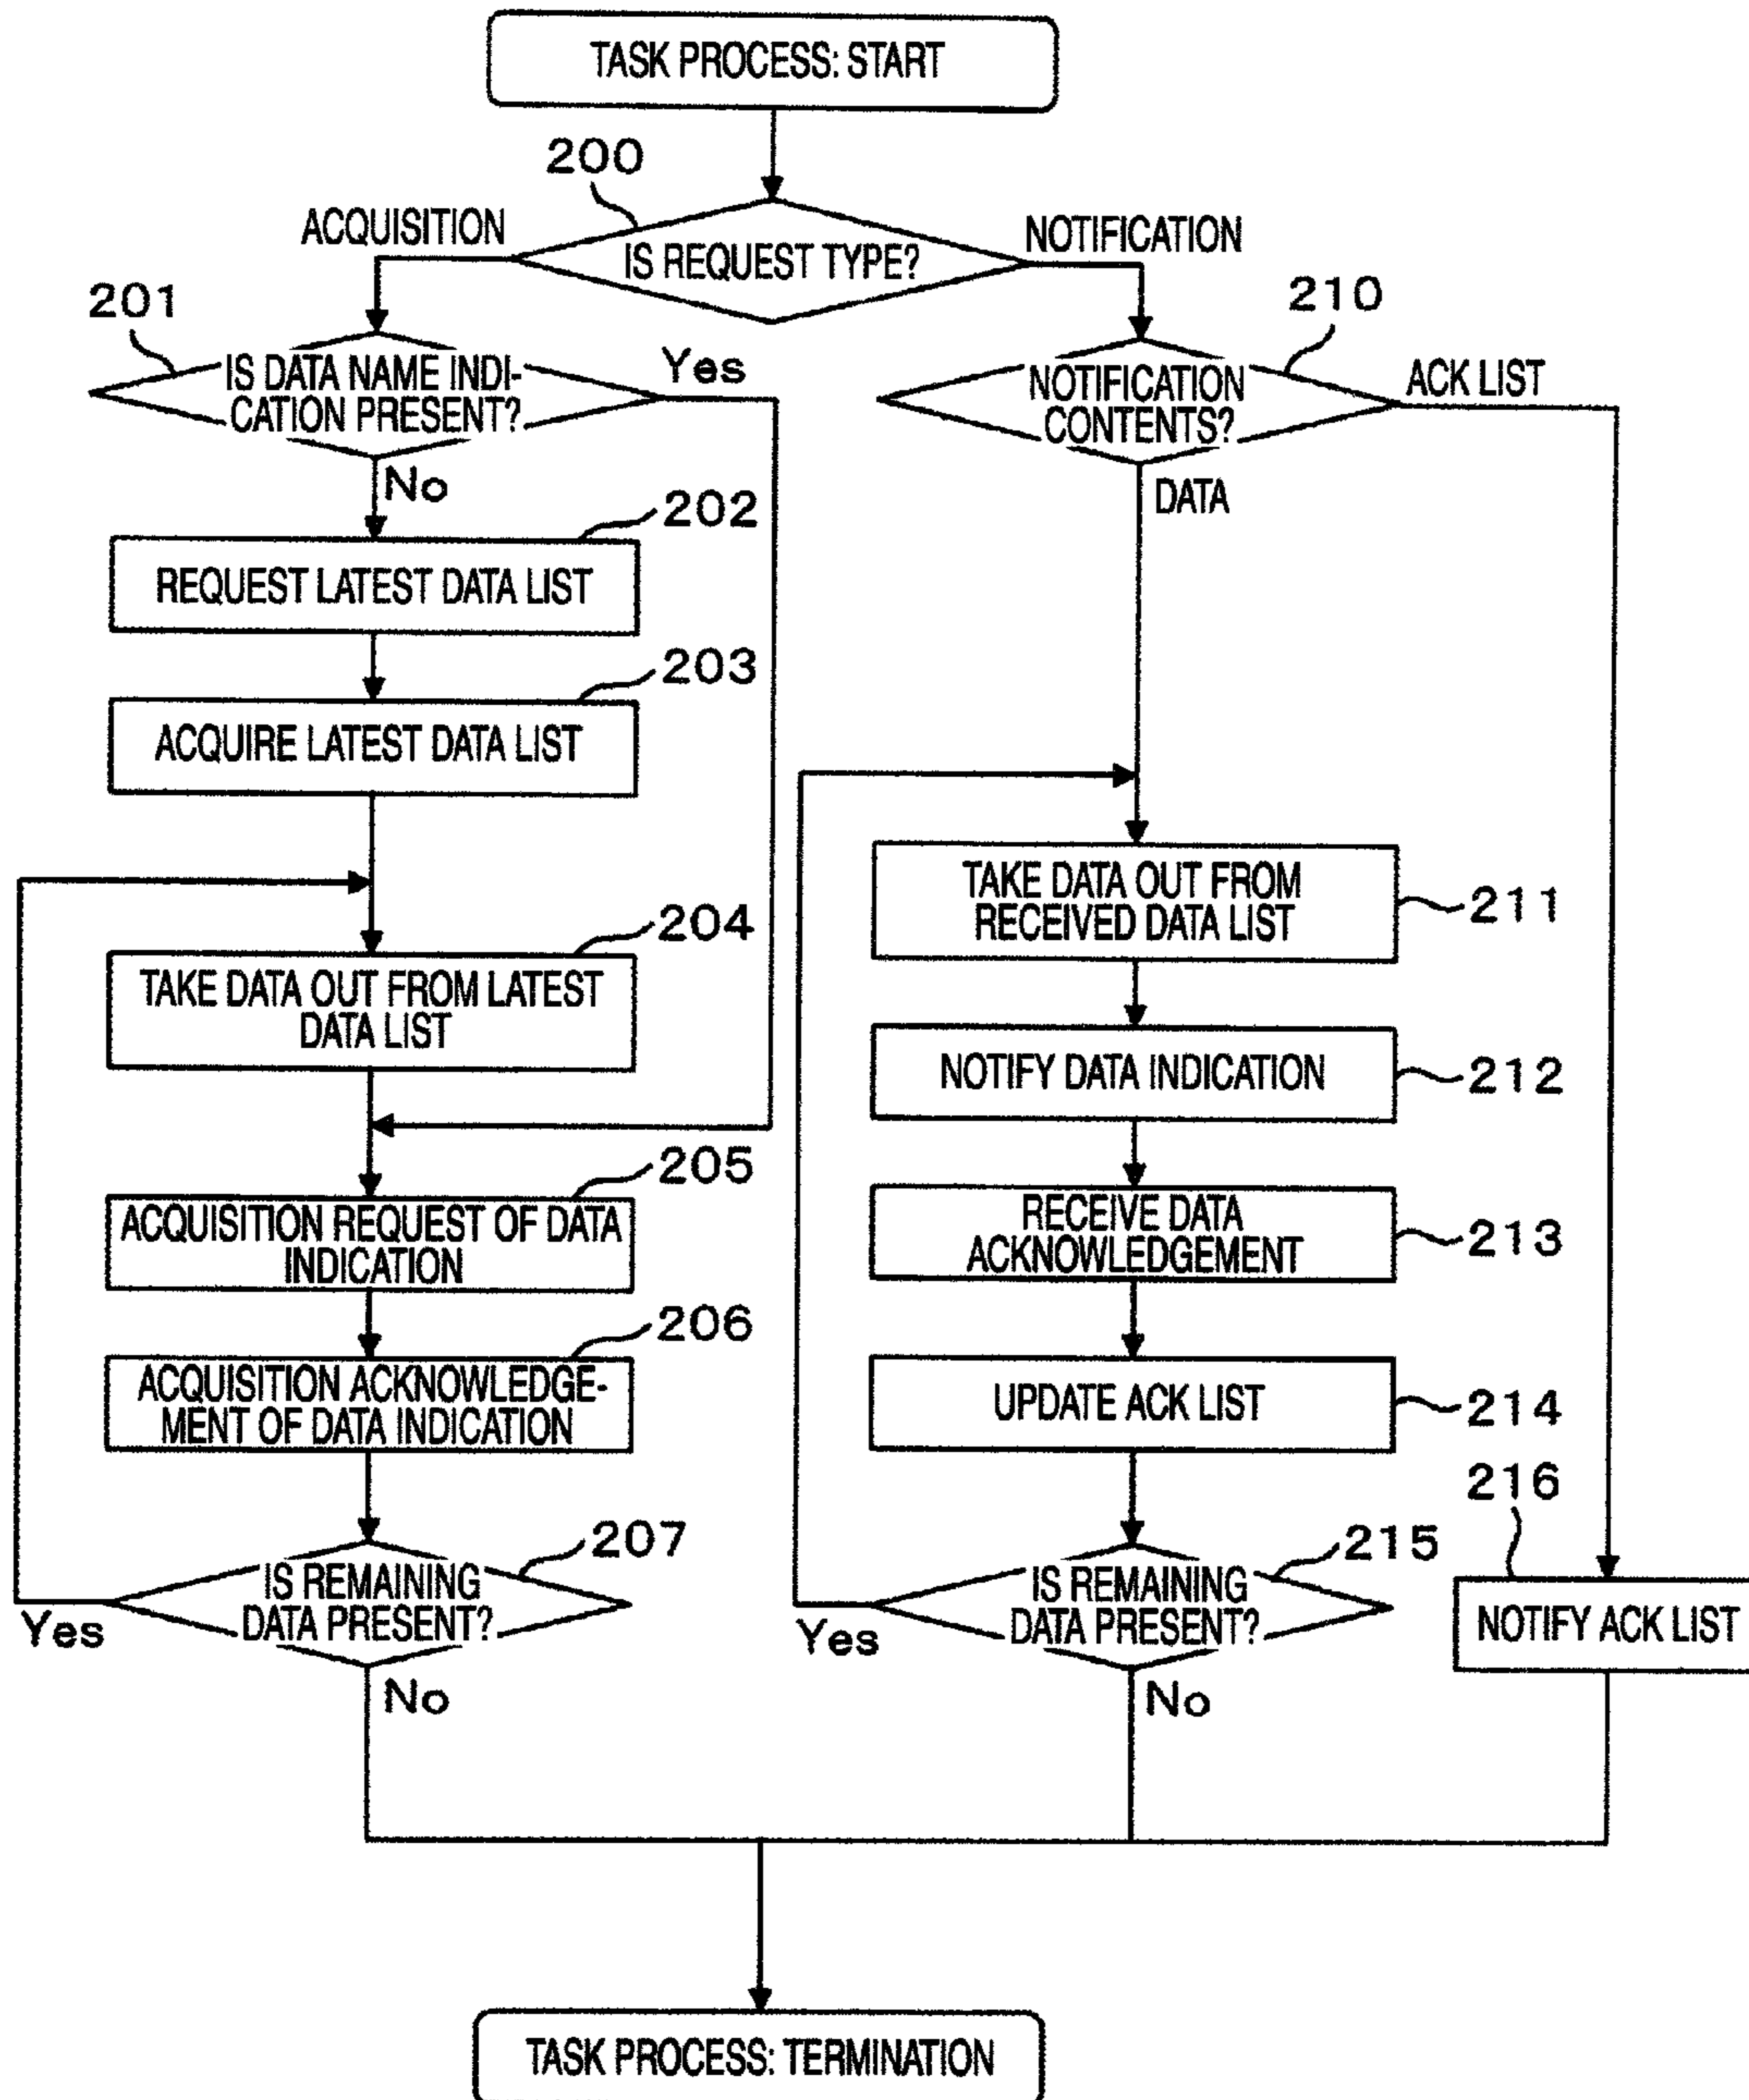 TASK PROCESS: START
200
ACQUISITION
IS REQUEST TYPE?
NOTIFICATION
201
IS DATA NAME INDI-
CATION PRESENT?
Yes
No
210
NOTIFICATION
CONTENTS?
ACK LIST
DATA
202
REQUEST LATEST DATA LIST
203
ACQUIRE LATEST DATA LIST
204
TAKE DATA OUT FROM LATEST
DATA LIST
205
ACQUISITION REQUEST OF DATA
INDICATION
206
ACQUISITION ACKNOWLEDGE-
MENT OF DATA INDICATION
207
IS REMAINING
DATA PRESENT?
Yes
No
TAKE DATA OUT FROM
RECEIVED DATA LIST
211
NOTIFY DATA INDICATION
212
RECEIVE DATA
ACKNOWLEDGEMENT
213
UPDATE ACK LIST
214
215
IS REMAINING
DATA PRESENT?
Yes
No
216
NOTIFY ACK LIST
TASK PROCESS: TERMINATION